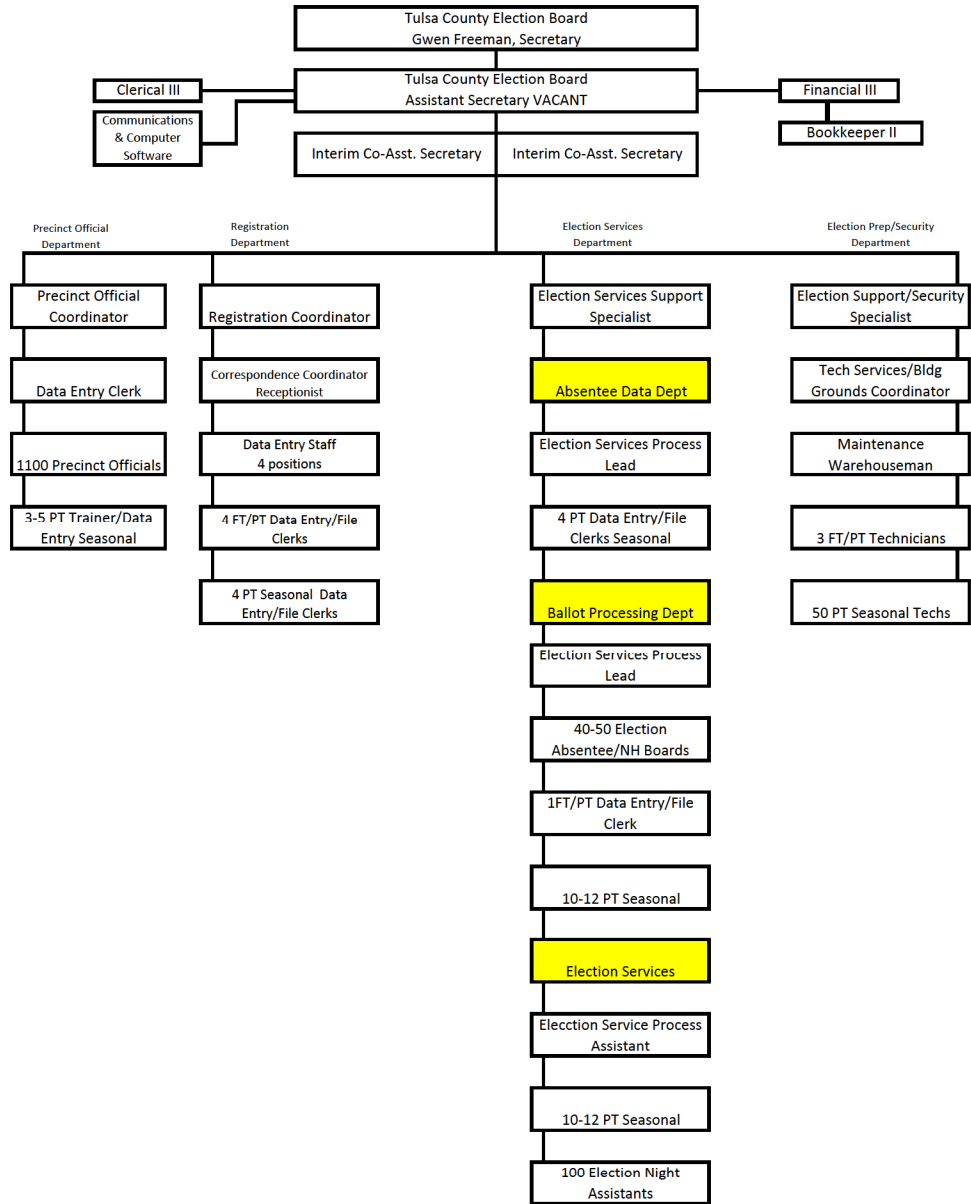 Tulsa County Election Board
Gwen Freeman, Secretary
Tulsa County Election Board
Assistant Secretary VACANT
Clerical III
Communications
& Computer
Software
Financial III
Bookkeeper II
Interim Co-Asst. Secretary
Interim Co-Asst. Secretary
Precinct Official
Department
Precinct Official
Coordinator
Data Entry Clerk
1100 Precinct Officials
3-5 PT Trainer/Data
Entry Seasonal
Registration
Department
Registration Coordinator
Correspondence Coordinator
Receptionist
Data Entry Staff
4 positions
4 FT/PT Data Entry/File
Clerks
4 PT Seasonal Data
Entry/File Clerks
Election Services
Department
Election Services Support
Specialist
Absentee Data Dept
Election Services Process
Lead
4 PT Data Entry/File
Clerks Seasonal
Ballot Processing Dept
Election Services Process
Lead
40-50 Election
Absentee/NH Boards
1FT/PT Data Entry/File
Clerk
10-12 PT Seasonal
Election Services
Elecction Service Process
Assistant
10-12 PT Seasonal
100 Election Night
Assistants
Election Prep/Security
Department
Election Support/Security
Specialist
Tech Services/Bldg
Grounds Coordinator
Maintenance
Warehouseman
3 FT/PT Technicians
50 PT Seasonal Techs